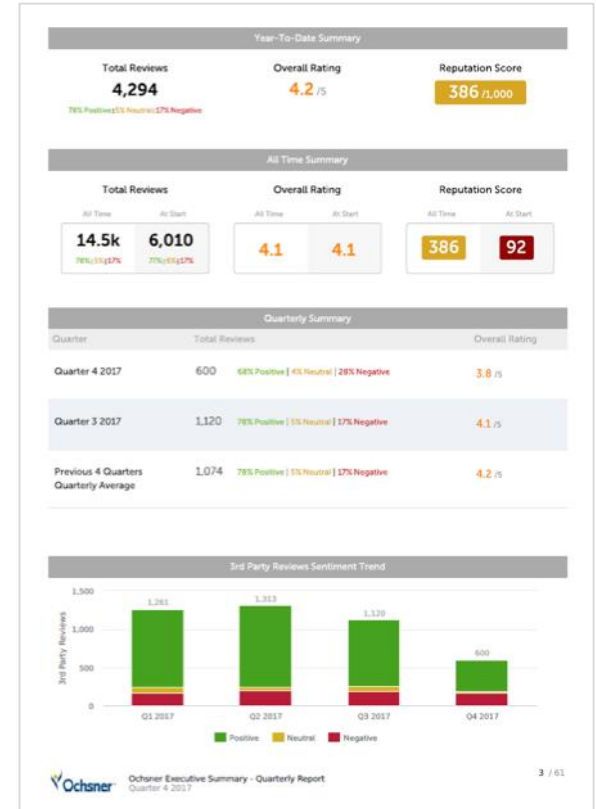 Year-To-Date Summary
Total Reviews Overall Rating Reputation Score
4,294 4.2 /5 386 /1,000
78% Positive|5% Neutral|17% Negative
All Time Summary
Total Reviews Overall Rating Reputation Score
All Time At Start All Time At Start All Time At Start
14.5k 6,010 4.1 4.1 386 92
78%|5%|17% 77%|6%|17%
Quarterly Summary
Quarter Total Reviews Overall Rating
Quarter 4 2017 600 68% Positive | 4% Neutral | 28% Negative 3.8 /5
Quarter 3 2017 1,120 78% Positive | 5% Neutral | 17% Negative 4.1 /5
Previous 4 Quarters 1,074 78% Positive | 5% Neutral | 17% Negative 4.2 /5
Quarterly Average
3rd Party Reviews Sentiment Trend
3rd Party Reviews
1,500
1,000
500
0
1,261 1,313 1,120 600
Q1 2017 Q2 2017 Q3 2017 Q4 2017
Positive Neutral Negative
Ochsner Ochsner Executive Summary - Quarterly Report 3 / 61
Quarter 4 2017